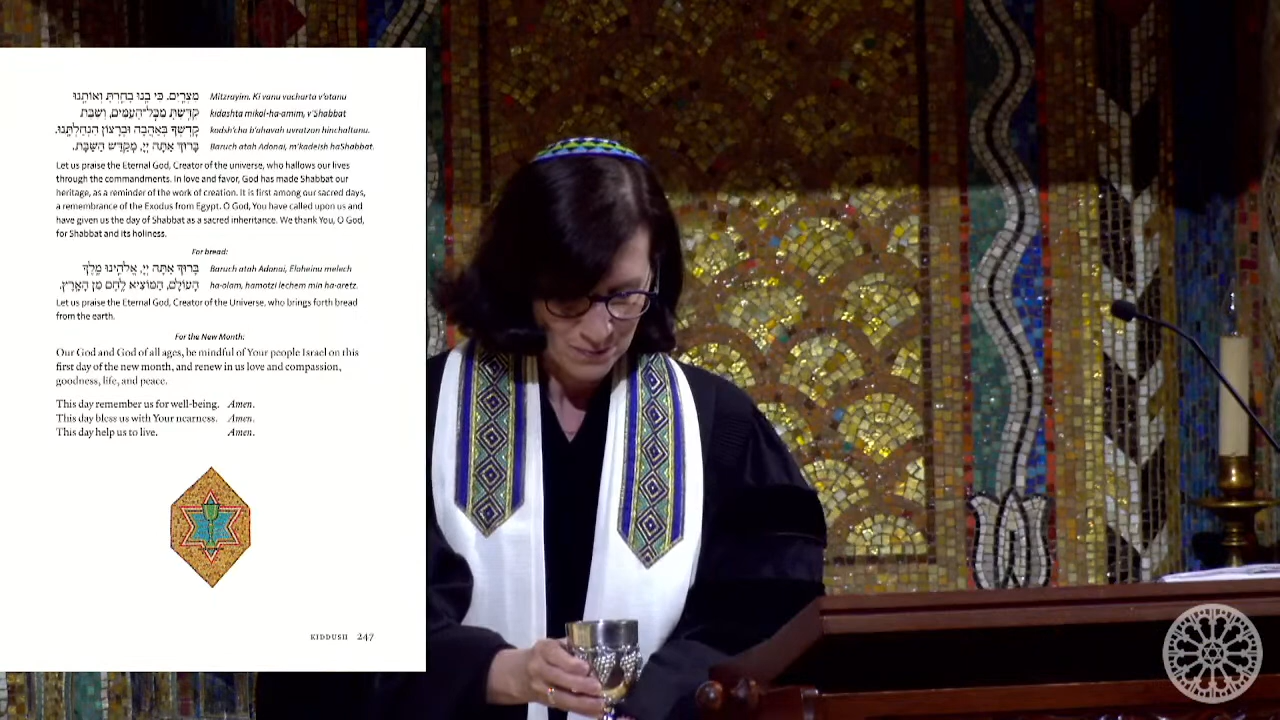 מִצְרָֽיִם. כִּי בָֽנוּ בָחַֽרְתָּ וְאוֹתָֽנוּ Mitzrayim. Ki vanu vacharta v'otanu
קִדַּֽשְׁתָּ מִכָּל־הָעַמִּים, וְשַׁבַּת kidashta mikol-ha-amim, v'Shabbat
קָדְשְׁךָ בְּאַהֲבָה וּבְרָצוֹן הִנְחַלְתָּֽנוּ. kodsh'cha b'ahavah uvratzon hinchaltanu.
בָּרוּךְ אַתָּה יְיָ, מְקַדֵּשׁ הַשַּׁבָּת. Baruch atah Adonai, m'kadeish haShabbat.
Let us praise the Eternal God, Creator of the universe, who hallows our lives
through the commandments. In love and favor, God has made Shabbat our
heritage, as a reminder of the work of creation. It is first among our sacred days,
a remembrance of the Exodus from Egypt. O God, You have called upon us and
have given us the day of Shabbat as a sacred inheritance. We thank You, O God,
for Shabbat and its holiness.
For bread:
בָּרוּךְ אַתָּה יְיָ, אֱלֹהֵֽינוּ מֶֽלֶךְ Baruch atah Adonai, Elaheinu melech
הָעוֹלָם, הַמּוֹצִיא לֶֽחֶם מִן הָאָֽרֶץ. ha-olam, hamotzi lechem min ha-aretz.
Let us praise the Eternal God, Creator of the Universe, who brings forth bread
from the earth.
For the New Month:
Our God and God of all ages, be mindful of Your people Israel on this
first day of the new month, and renew in us love and compassion,
goodness, life, and peace.
This day remember us for well-being. Amen.
This day bless us with Your nearness. Amen.
This day help us to live. Amen.
KIDDUSH 247